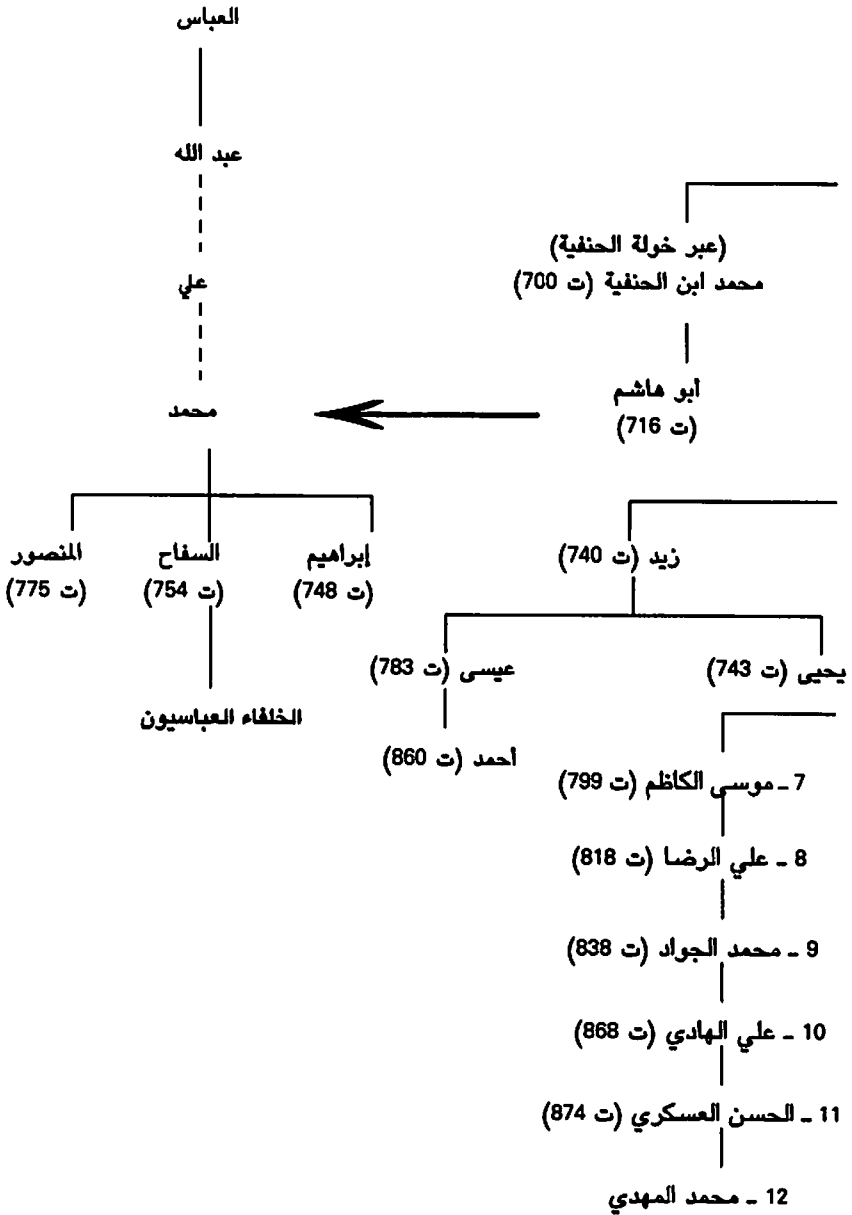 العباس
عبد الله
(عبر خولة الحنفية)
محمد ابن الحنفية (ت 700)
علي
أبو هاشم
(ت 716)
محمد
زيد (ت 740)
إبراهيم
(ت 748)
السفاح
(ت 754)
المنصور
(ت 775)
يحيى (ت 743)
عيسى (ت 783)
الخلفاء العباسيون
أحمد (ت 860)
7 ـ موسى الكاظم (ت 799)
8 ـ علي الرضا (ت 818)
9 ـ محمد الجواد (ت 838)
10 ـ علي الهادي (ت 868)
11 ـ الحسن العسكري (ت 874)
12 ـ محمد المهدي